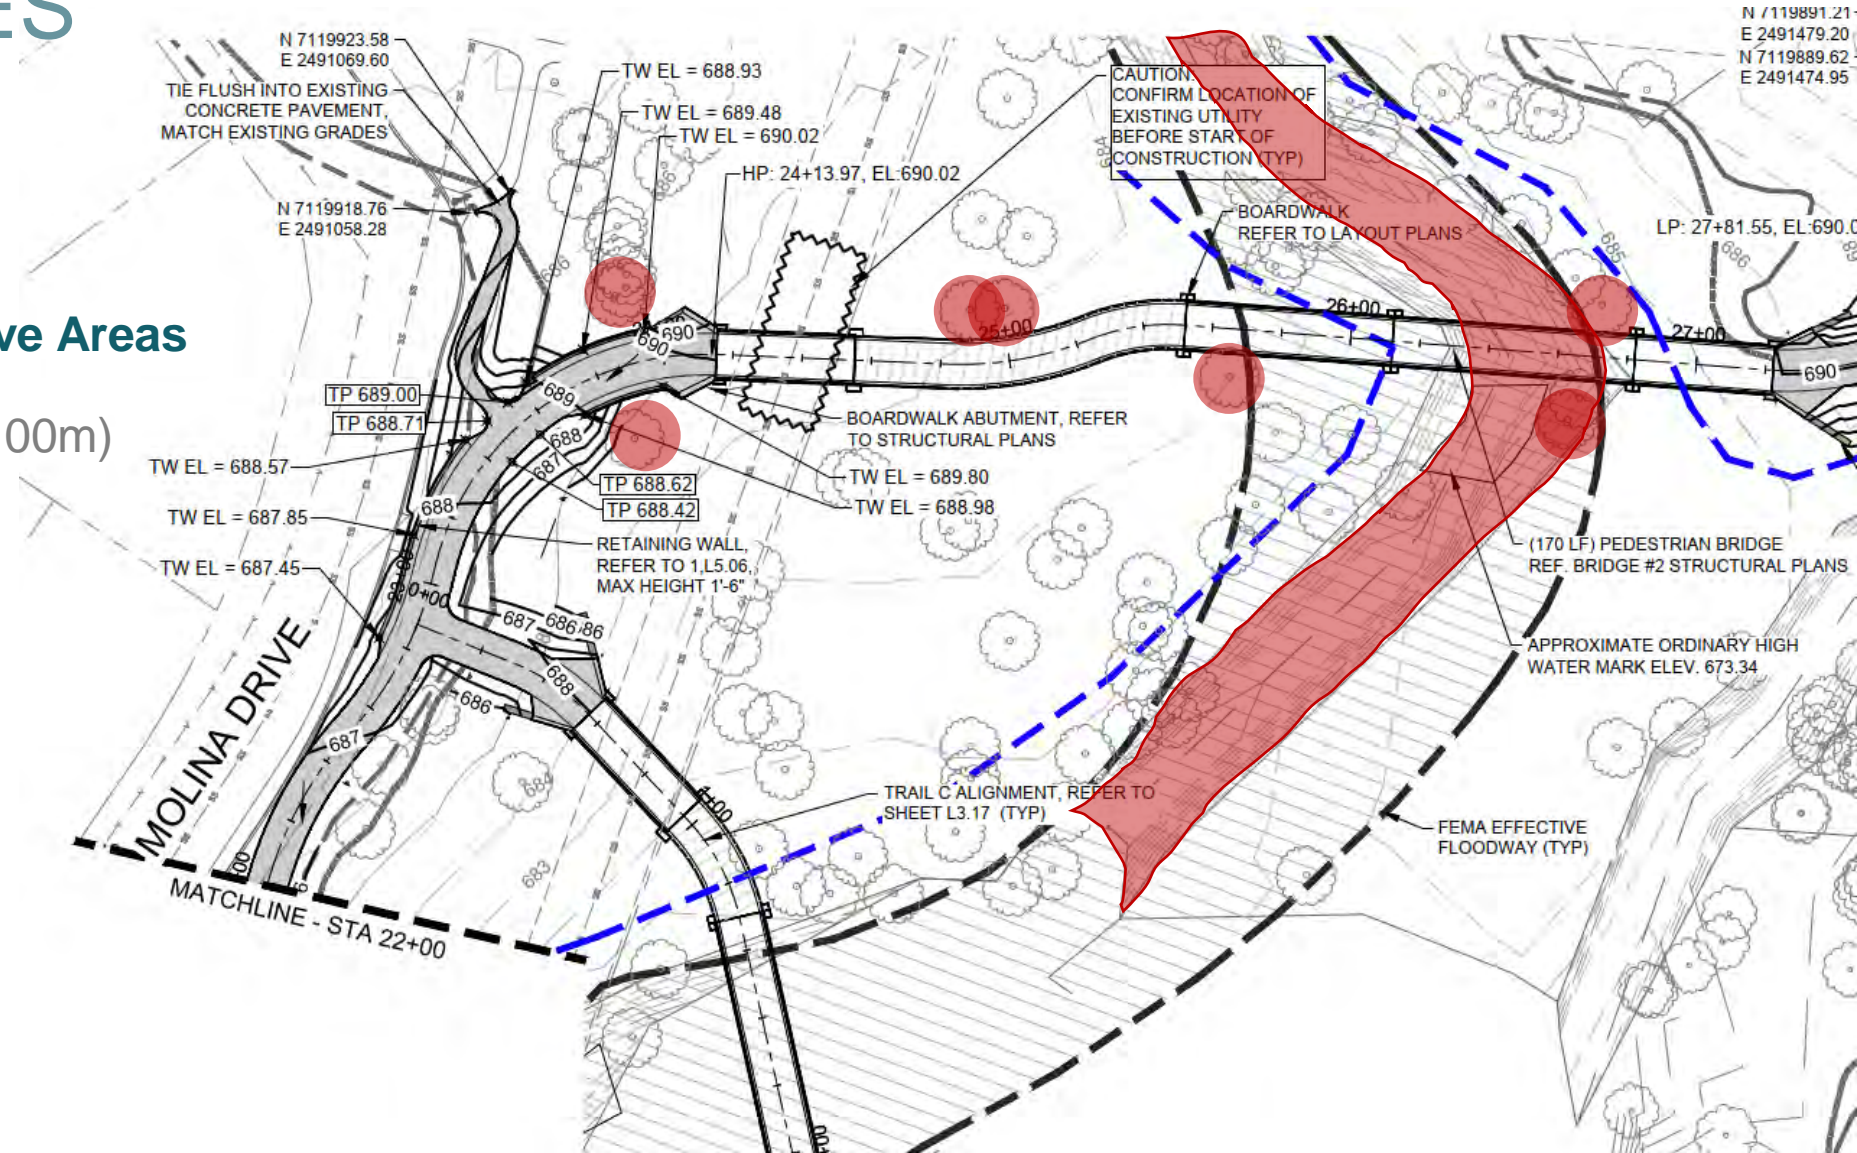 ES
ve Areas
00m)
N 7119923.58
E 2491069.60
TIE FLUSH INTO EXISTING
CONCRETE PAVEMENT,
MATCH EXISTING GRADES
N 7119918.76
E 2491058.28
TW EL = 688.93
TW EL = 689.48
TW EL = 690.02
HP: 24+13.97, EL:690.02
CAUTION:
CONFIRM LOCATION OF
EXISTING UTILITY
BEFORE START OF
CONSTRUCTION (TYP)
BOARDWALK
REFER TO LAYOUT PLANS
N 7119891.21
E 2491479.20
N 7119889.62
E 2491474.95
LP: 27+81.55, EL:690.0
685
686
686
686
690
690
25+00
26+00
27+00
690
TP 689.00
TP 688.71
TW EL = 688.57
TW EL = 687.85
TW EL = 687.45
689
688
687
688
TP 688.62
TP 688.42
BOARDWALK ABUTMENT, REFER
TO STRUCTURAL PLANS
TW EL = 689.80
TW EL = 688.98
RETAINING WALL,
REFER TO 1,L5.06,
MAX HEIGHT 1'-6"
(170 LF) PEDESTRIAN BRIDGE
REF. BRIDGE #2 STRUCTURAL PLANS
APPROXIMATE ORDINARY HIGH
WATER MARK ELEV. 673.34
0+00
687
686
86
688
686
687
684
683
1+00
MOLINA DRIVE
TRAIL C ALIGNMENT, REFER TO
SHEET L3.17 (TYP)
FEMA EFFECTIVE
FLOODWAY (TYP)
MATCHLINE - STA 22+00